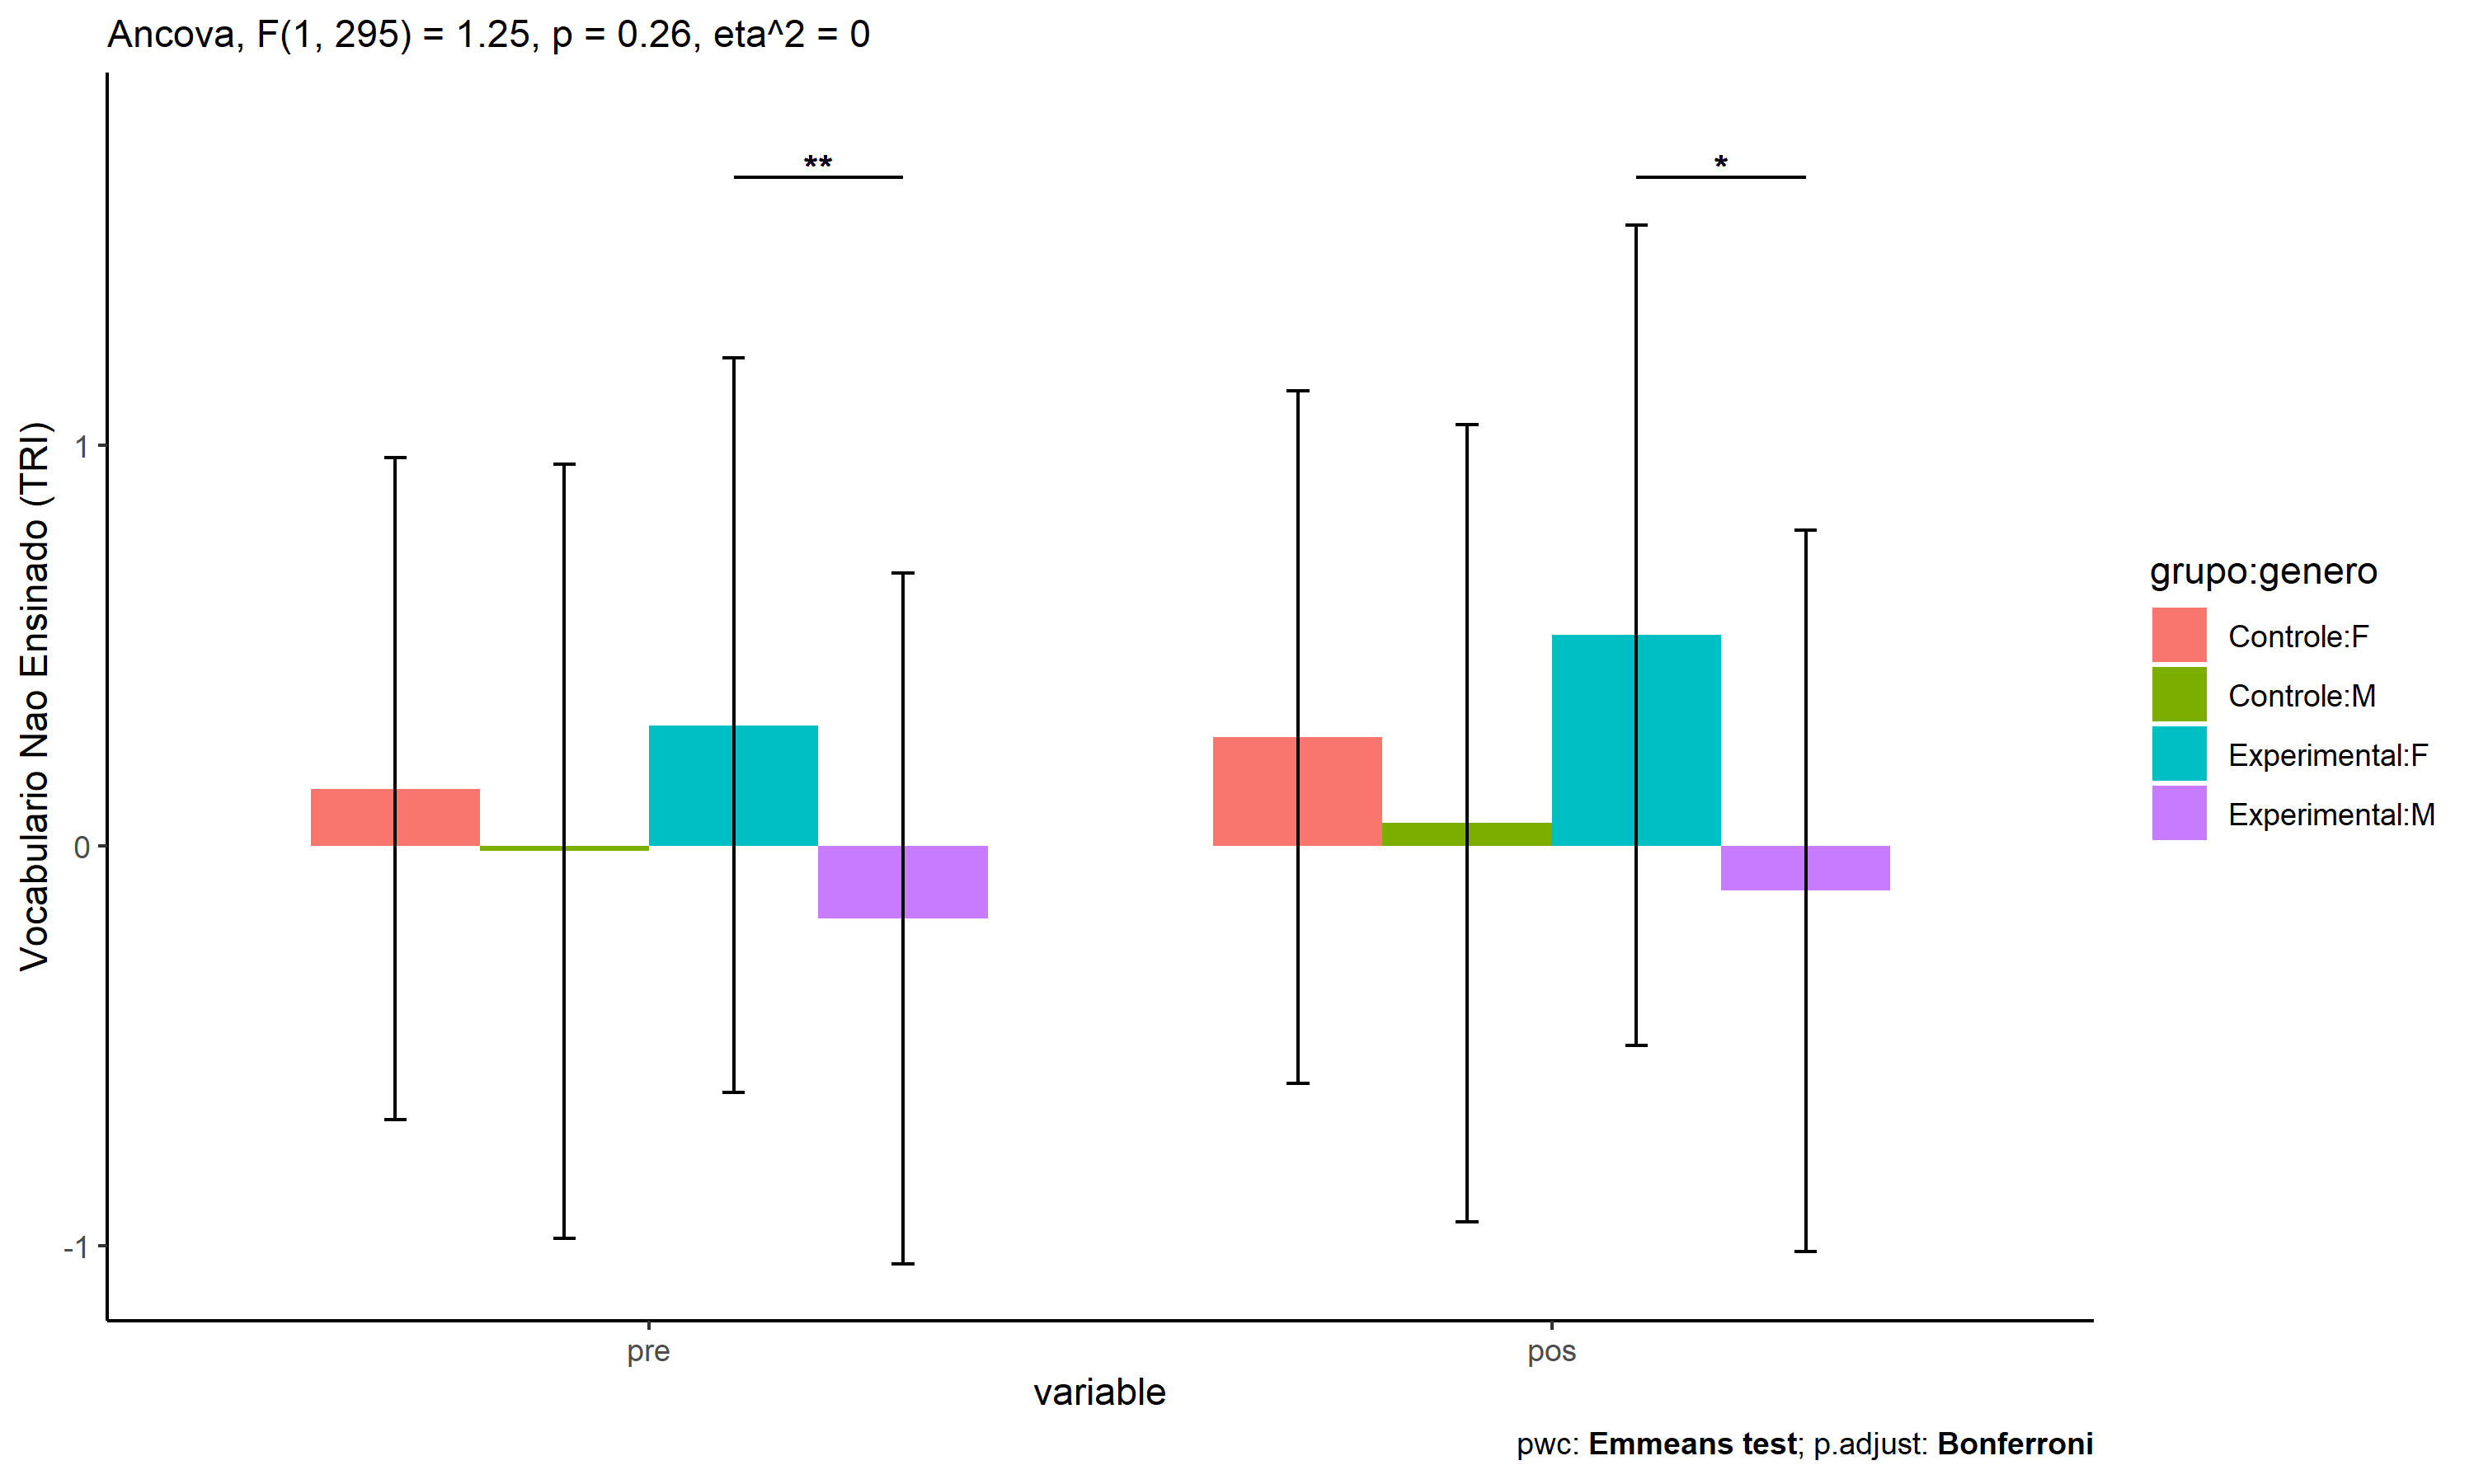 Ancova, F(1, 295) = 1.25, p = 0.26, eta^2 = 0
**
*
Vocabulario Nao Ensinado (TRI)
1
0
-1
pre
pos
variable
grupo:genero
Controle:F
Controle:M
Experimental:F
Experimental:M
pwc: Emmeans test; p.adjust: Bonferroni